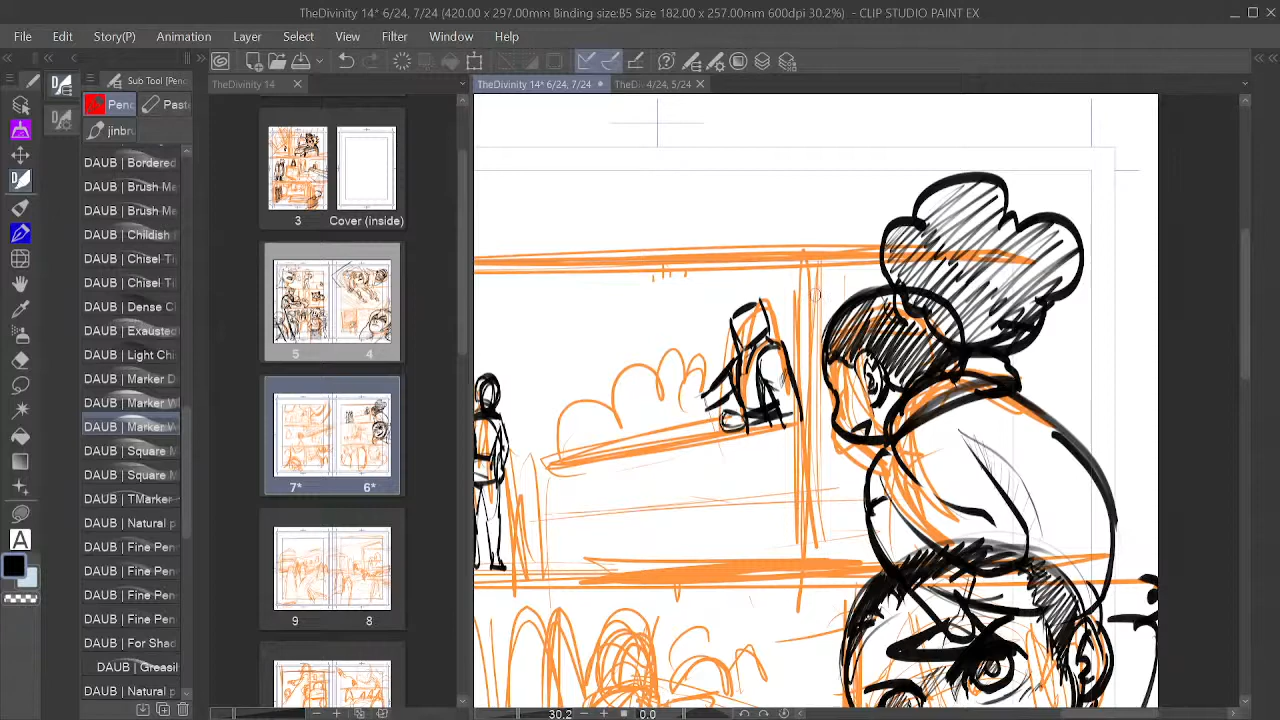 TheDivinity 14* 6/24, 7/24 (420.00 x 297.00mm Binding size:B5 Size 182.00 x 257.00mm 600dpi 30.2%) - CLIP STUDIO PAINT EX
File Edit Story(P) Animation Layer Select View Filter Window Help
Sub Tool [Penc
TheDivinity 14
TheDivinity 14* 6/24, 7/24
TheDi 4/24, 5/24
Penc
Paste
jinbru
DAUB | Bordered
DAUB | Brush Me
DAUB | Brush Me
DAUB | Childish
DAUB | Chisel Ti
DAUB | Chisel Ti
DAUB | Dense C
DAUB | Exausted
DAUB | Light Chi
DAUB | Marker D
DAUB | Marker W
DAUB | Marker W
DAUB | Square M
DAUB | Square M
DAUB | TMarker
DAUB | Natural p
DAUB | Fine Pen
DAUB | Fine Pen
DAUB | Fine Pen
DAUB | Fine Pen
DAUB | For Shad
DAUB | Greasil
DAUB | Natural p
3
Cover (inside)
5
4
7*
6*
9
8
A
30.2
0.0